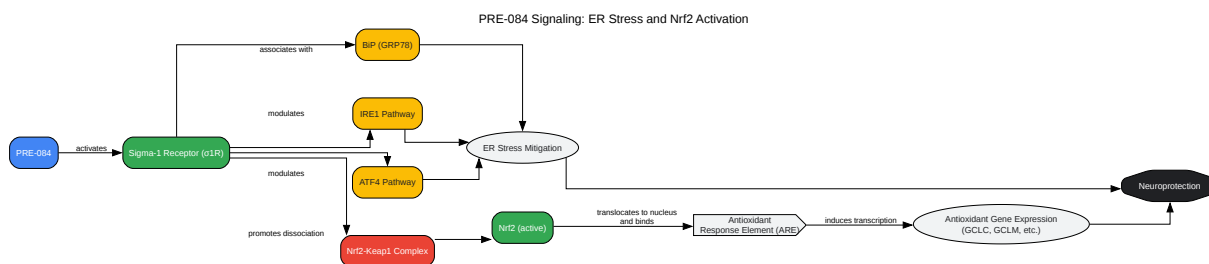 PRE-084 Signaling: ER Stress and Nrf2 Activation
BiP (GRP78)
associates with
IRE1 Pathway
modulates
PRE-084
activates
Sigma-1 Receptor (σ1R)
ER Stress Mitigation
modulates
ATF4 Pathway
Neuroprotection
promotes dissociation
Nrf2-Keap1 Complex
Nrf2 (active)
translocates to nucleus
and binds
Antioxidant
Response Element (ARE)
induces transcription
Antioxidant Gene Expression
(GCLC, GCLM, etc.)